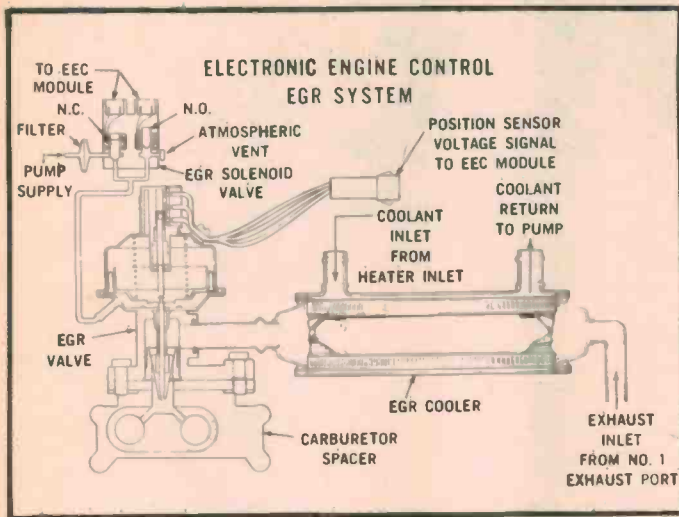 ELECTRONIC ENGINE CONTROL
EGR SYSTEM
TO EEC
MODULE
N.C.
N.O.
FILTER
ATMOSPHERIC
VENT
PUMP
SUPPLY
EGR SOLENOID
VALVE
POSITION SENSOR
VOLTAGE SIGNAL
TO EEC MODULE
COOLANT
INLET
FROM
HEATER INLET
COOLANT
RETURN
TO PUMP
EGR
VALVE
EGR COOLER
CARBURETOR
SPACER
EXHAUST
INLET
FROM NO. 1
EXHAUST PORT